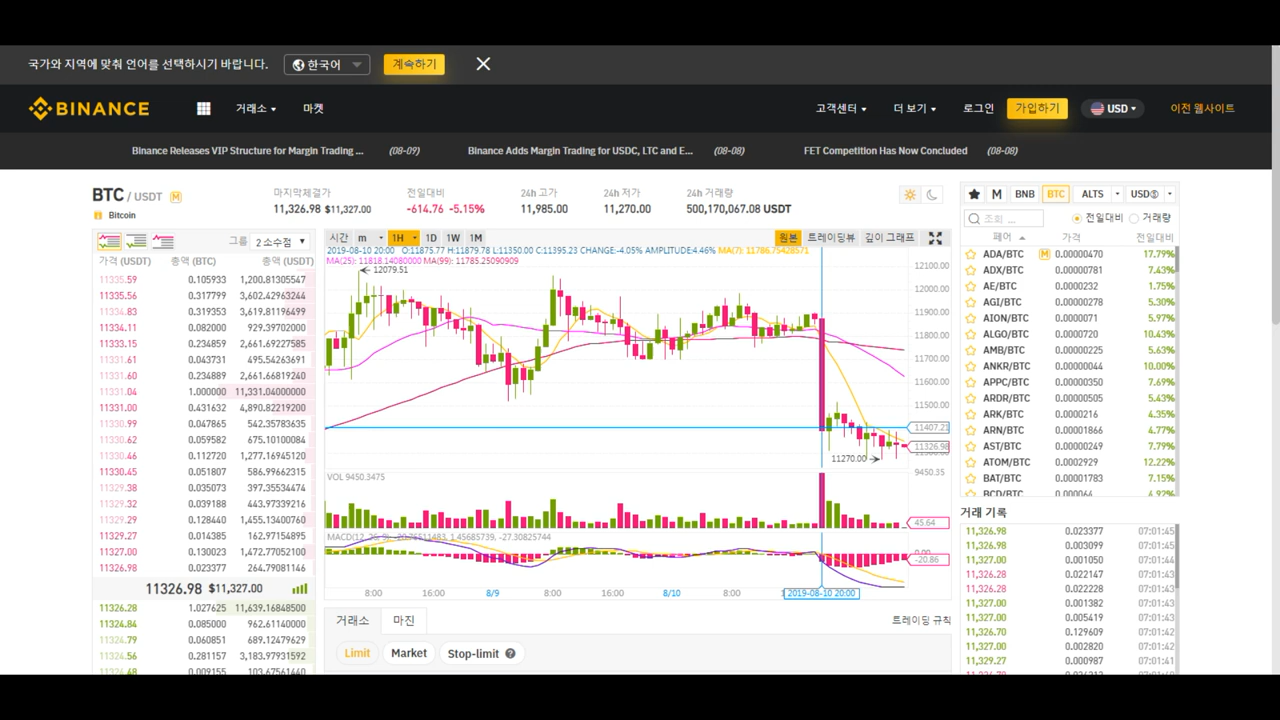 국가와 지역에 맞춰 언어를 선택하시기 바랍니다. 한국어 계속하기
BINANCE 거래소 마켓 고객센터 더 보기 로그인 가입하기 USD 이전 웹사이트
Binance Releases VIP Structure for Margin Trading ... (08-09) Binance Adds Margin Trading for USDC, LTC and E... (08-08) FET Competition Has Now Concluded (08-08)
BTC / USDT M
Bitcoin
마지막체결가 전일대비 24h 고가 24h 저가 24h 거래량
11,326.98 $11,327.00 -614.76 -5.15% 11,985.00 11,270.00 500,170,067.08 USDT
그룹 2 소수점
가격 (USDT) 총액 (BTC) 총액 (USDT)
11335.59 0.105933 1,200.81305547
11335.56 0.317799 3,602.42963244
11334.83 0.319353 3,619.81196499
11334.11 0.082000 929.39702000
11333.15 0.234859 2,661.69227585
11331.61 0.043731 495.54263691
11331.60 0.234889 2,661.66819240
11331.04 1.000000 11,331.04000000
11331.00 0.431632 4,890.82219200
11330.99 0.047865 542.35783635
11330.62 0.059582 675.10100084
11330.46 0.112720 1,277.16945120
11330.45 0.051807 586.99662315
11329.38 0.035073 397.35534474
11329.32 0.039188 443.97339216
11329.29 0.128440 1,455.13400760
11329.27 0.014385 162.97154895
11327.00 0.130023 1,472.77052100
11326.98 0.023377 264.79081146
11326.98 $11,327.00
11326.28 1.027625 11,639.16848500
11324.84 0.085000 962.61140000
11324.79 0.060851 689.12479629
11324.56 0.281157 3,183.97931592
11324.48 0.009155 103.67561440
시간 m 1H 1D 1W 1M 원본 트레이딩뷰 깊이 그래프
2019-08-10 20:00 O:11875.77 H:11879.78 L:11350.00 C:11395.23 CHANGE:-4.05% AMPLITUDE:4.46% MA(7): 11786.75428571
MA(25): 11818.14080000 MA(99): 11785.25090909
12079.51
12100.00
12000.00
11900.00
11800.00
11700.00
11600.00
11500.00
11407.21
11326.98
11270.00
VOL 9450.3475 9450.35
45.64
1.45685739, -27.30825744
0.00
-20.86
8:00 16:00 8/9 8:00 16:00 8/10 8:00 2019-08-10 20:00
거래소 마진 트레이딩 규칙
Limit Market Stop-limit
M BNB BTC ALTS USDⓈ
조회 ... 전일대비 거래량
페어 가격 전일대비
ADA/BTC M 0.00000470 17.79%
ADX/BTC 0.00000781 7.43%
AE/BTC 0.0000232 1.75%
AGI/BTC 0.00000278 5.30%
AION/BTC 0.0000071 5.97%
ALGO/BTC 0.0000720 10.43%
AMB/BTC 0.00000225 5.63%
ANKR/BTC 0.00000044 10.00%
APPC/BTC 0.00000350 7.69%
ARDR/BTC 0.00000505 5.43%
ARK/BTC 0.0000216 4.35%
ARN/BTC 0.00001866 4.77%
AST/BTC 0.00000249 7.79%
ATOM/BTC 0.0002929 12.22%
BAT/BTC 0.00001783 7.15%
BCD/BTC 0.000064 4.92%
거래 기록
11,326.98 0.023377 07:01:45
11,326.98 0.003099 07:01:45
11,327.00 0.001050 07:01:44
11,326.28 0.022147 07:01:43
11,326.28 0.022228 07:01:43
11,327.00 0.001382 07:01:43
11,327.00 0.005419 07:01:43
11,326.70 0.129609 07:01:42
11,327.00 0.002820 07:01:42
11,329.27 0.000987 07:01:41